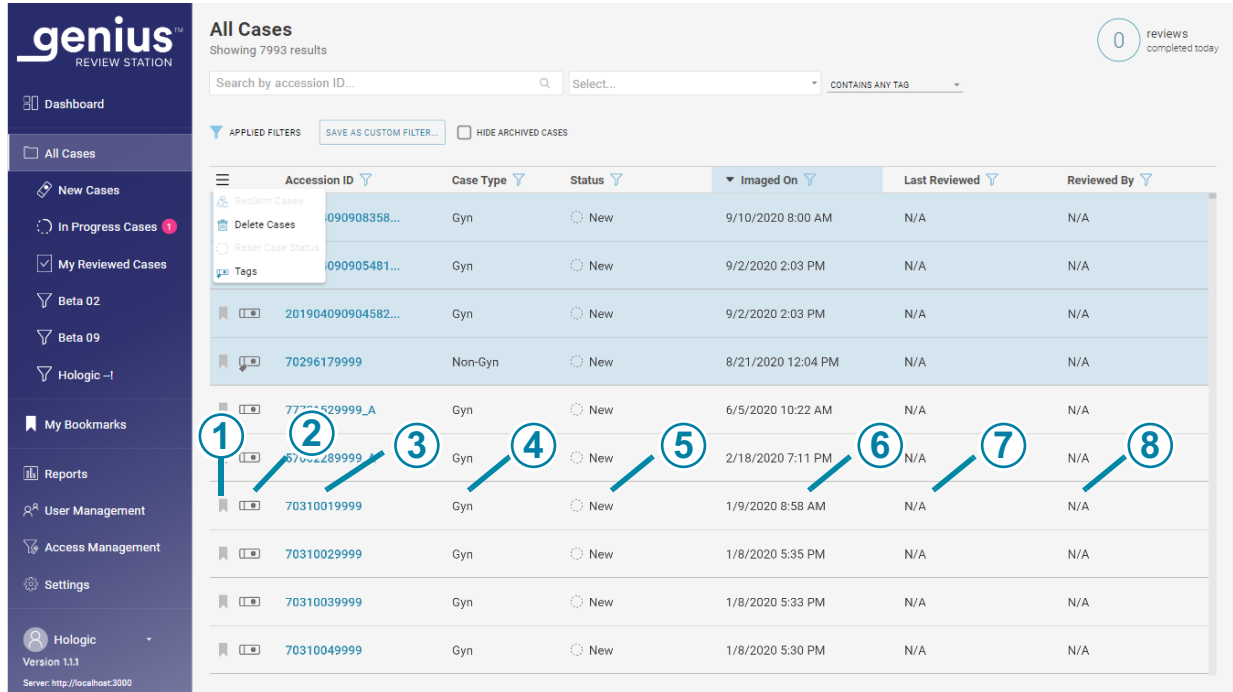 genius™
REVIEW STATION
Dashboard
All Cases
New Cases
In Progress Cases 1
My Reviewed Cases
Beta 02
Beta 09
Hologic --!
My Bookmarks
Reports
User Management
Access Management
Settings
Hologic
Version 1.1.1
Server: http://localhost:3000
All Cases
Showing 7993 results
0 reviews
completed today
Search by accession ID... Select... CONTAINS ANY TAG
APPLIED FILTERS SAVE AS CUSTOM FILTER... HIDE ARCHIVED CASES
Accession ID Case Type Status Imaged On Last Reviewed Reviewed By
Reclaim Cases
Delete Cases
Reset Case Status
Tags
090908358... Gyn New 9/10/2020 8:00 AM N/A N/A
090905481... Gyn New 9/2/2020 2:03 PM N/A N/A
201904090904582... Gyn New 9/2/2020 2:03 PM N/A N/A
70296179999 Non-Gyn New 8/21/2020 12:04 PM N/A N/A
Gyn New 6/5/2020 10:22 AM N/A N/A
1 2 3 4 5 6 7 8
Gyn New 2/18/2020 7:11 PM N/A N/A
70310019999 Gyn New 1/9/2020 8:58 AM N/A N/A
70310029999 Gyn New 1/8/2020 5:35 PM N/A N/A
70310039999 Gyn New 1/8/2020 5:33 PM N/A N/A
70310049999 Gyn New 1/8/2020 5:30 PM N/A N/A